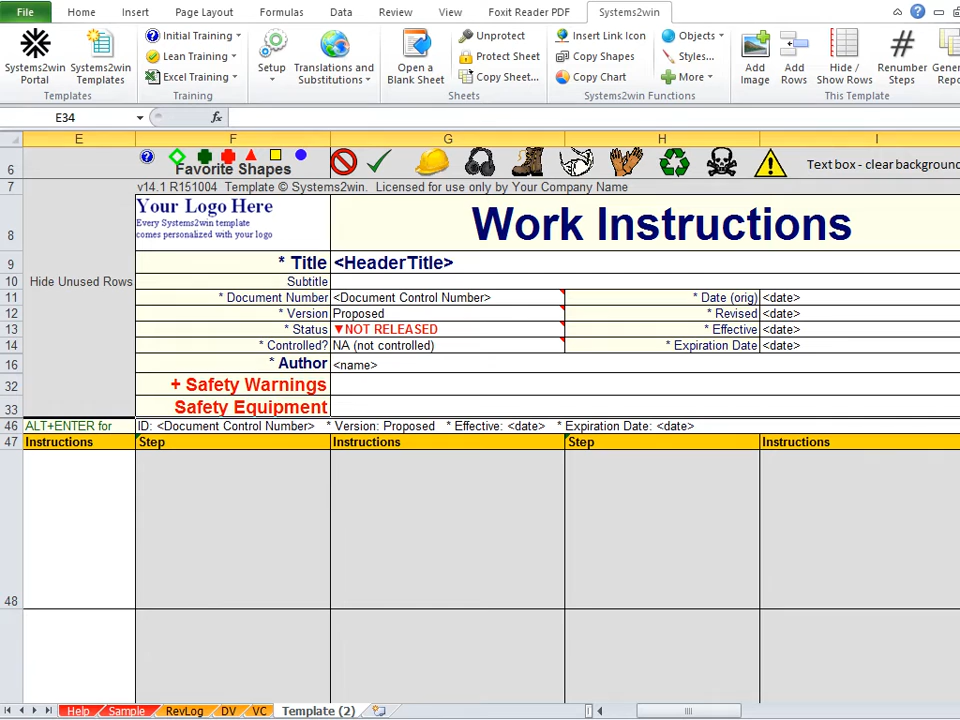 File Home Insert Page Layout Formulas Data Review View Foxit Reader PDF Systems2win
Systems2win Portal
Systems2win Templates
Templates
Initial Training
Lean Training
Excel Training
Training
Setup
Translations and Substitutions
Open a Blank Sheet
Unprotect
Protect Sheet
Copy Sheet...
Sheets
Insert Link Icon
Copy Shapes
Copy Chart
Objects
Styles...
More
Systems2win Functions
Add Image
Add Rows
Hide / Show Rows
Renumber Steps
This Template
E34 fx
E F G H I
6 Favorite Shapes Text box - clear background
7 v14.1 R151004 Template © Systems2win. Licensed for use only by Your Company Name
Your Logo Here
Every Systems2win template
comes personalized with your logo
8 Work Instructions
9 * Title <HeaderTitle>
10 Hide Unused Rows Subtitle
11 * Document Number <Document Control Number> * Date (orig) <date>
12 * Version Proposed * Revised <date>
13 * Status ▼NOT RELEASED * Effective <date>
14 * Controlled? NA (not controlled) * Expiration Date <date>
16 * Author <name>
32 + Safety Warnings
33 Safety Equipment
46 ALT+ENTER for ID: <Document Control Number> * Version: Proposed * Effective: <date> * Expiration Date: <date>
47 Instructions Step Instructions Step Instructions
48
Help Sample RevLog DV VC Template (2)